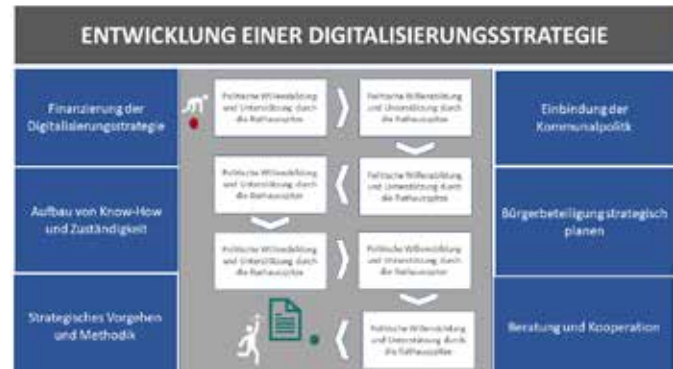 ENTWICKLUNG EINER DIGITALISIERUNGSSTRATEGIE
Finanzierung der
Digitalisierungsstrategie
Aufbau von Know-How
und Zuständigkeit
Strategisches Vorgehen
und Methodik
Politische Willensbildung
und Unterstützung durch
die Rathausspitze
Politische Willensbildung
und Unterstützung durch
die Rathausspitze
Politische Willensbildung
und Unterstützung durch
die Rathausspitze
Politische Willensbildung
und Unterstützung durch
die Rathausspitze
Politische Willensbildung
und Unterstützung durch
die Rathausspitze
Politische Willensbildung
und Unterstützung durch
die Rathausspitze
Politische Willensbildung
und Unterstützung durch
die Rathausspitze
Einbindung der
Kommunalpolitk
Bürgerbeteiligung strategisch
planen
Beratung und Kooperation